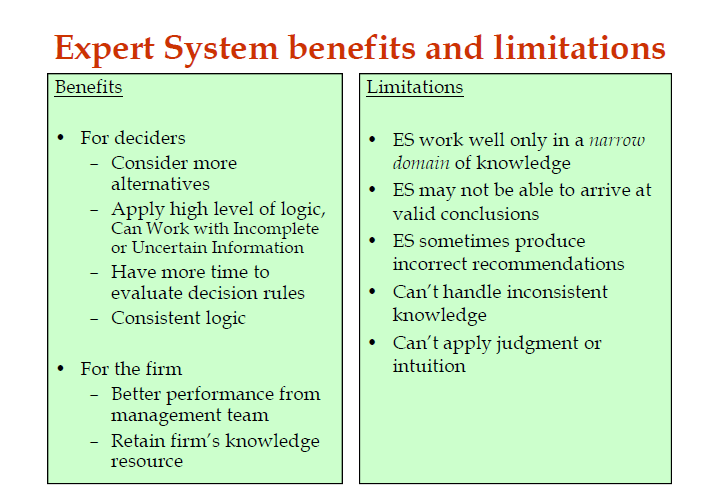 Expert System benefits and limitations
Benefits
• For deciders
– Consider more
alternatives
– Apply high level of logic,
Can Work with Incomplete
or Uncertain Information
– Have more time to
evaluate decision rules
– Consistent logic
• For the firm
– Better performance from
management team
– Retain firm's knowledge
resource
Limitations
• ES work well only in a narrow
domain of knowledge
• ES may not be able to arrive at
valid conclusions
• ES sometimes produce
incorrect recommendations
• Can't handle inconsistent
knowledge
• Can't apply judgment or
intuition